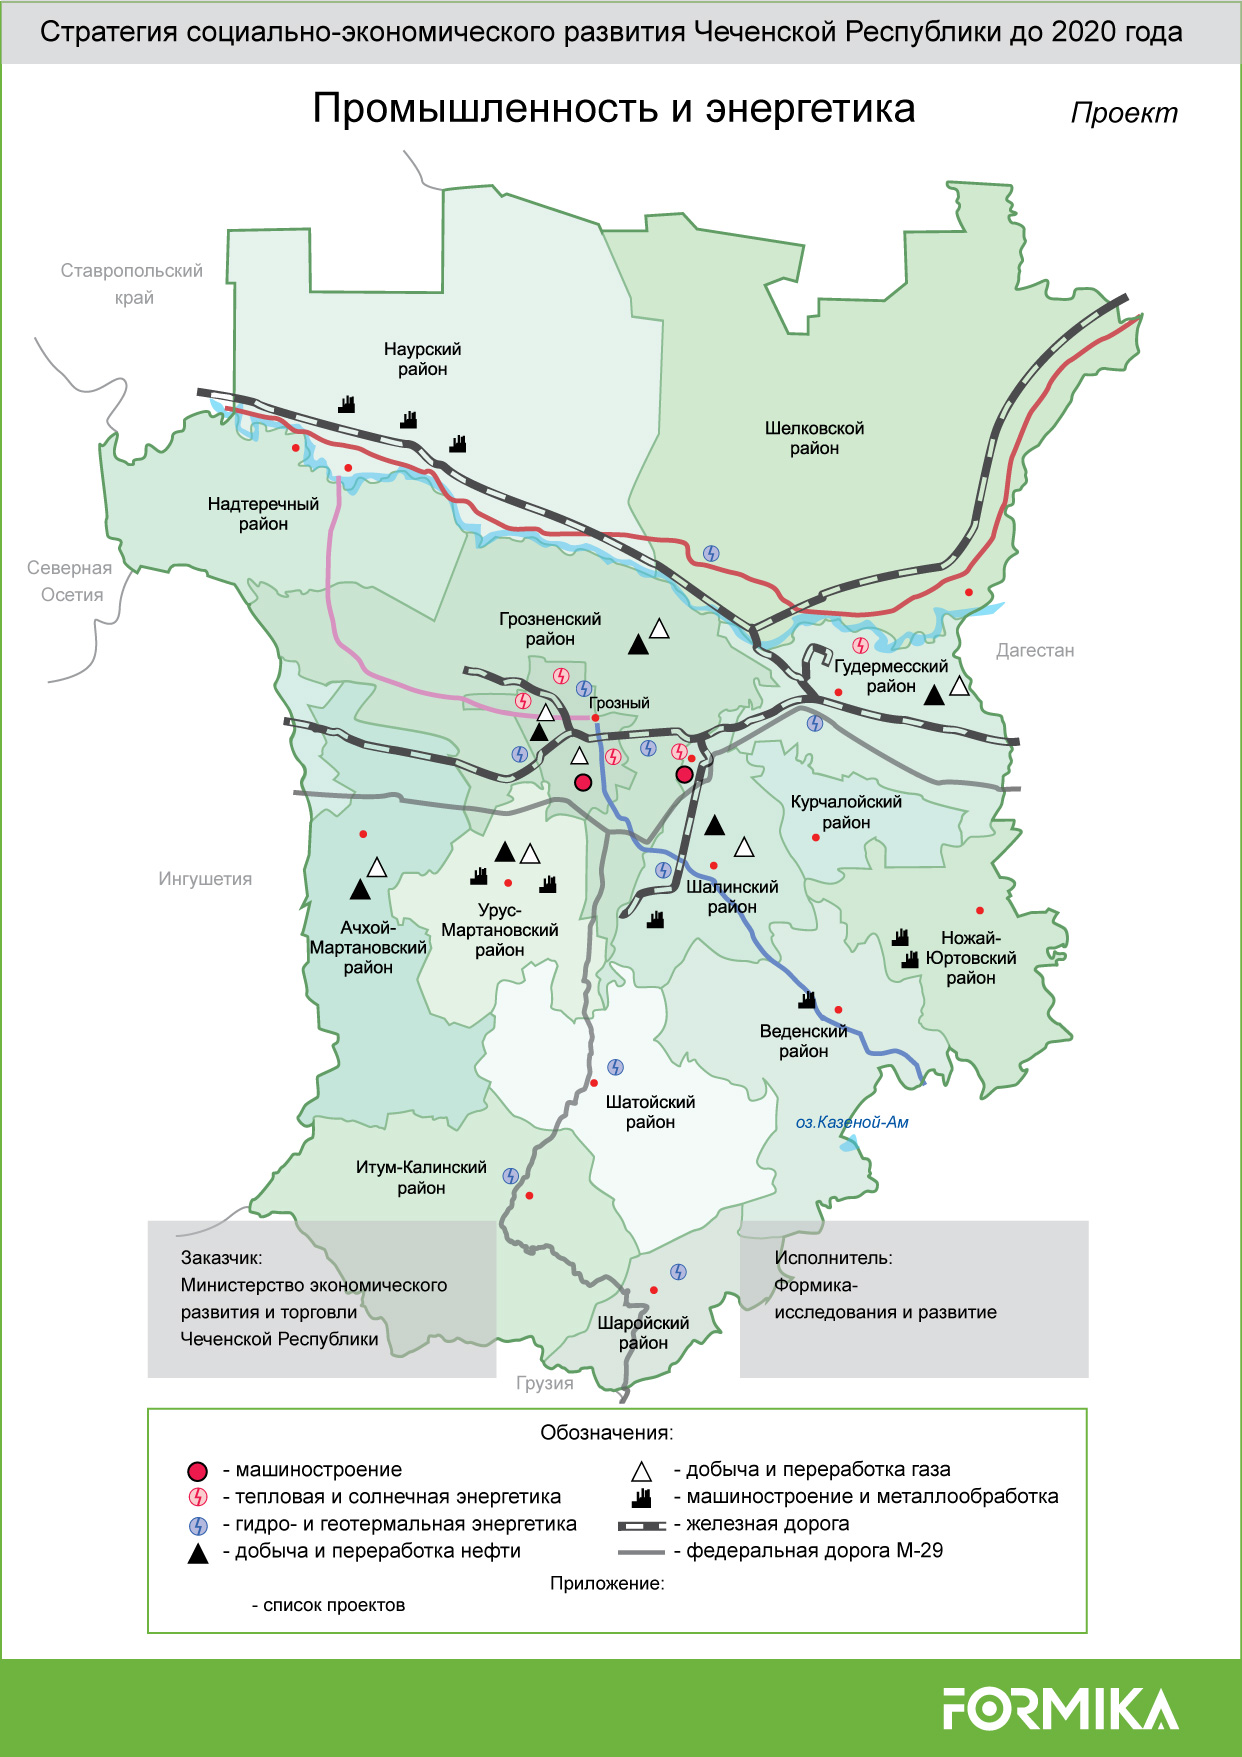 Стратегия социально-экономического развития Чеченской Республики до 2020 года
Промышленность и энергетика
Проект
Ставропольский
край
Наурский
район
Шелковской
район
Надтеречный
район
Северная
Осетия
Грозненский
район
Дагестан
Гудермесский
район
Грозный
Курчалойский
район
Ингушетия
Шалинский
район
Урус-
Мартановский
район
Ачхой-
Мартановский
район
Ножай-
Юртовский
район
Веденский
район
Шатойский
район
оз.Казеной-Ам
Итум-Калинский
район
Заказчик:
Министерство экономического
развития и торговли
Чеченской Республики
Исполнитель:
Формика-
исследования и развитие
Шаройский
район
Грузия
Обозначения:
- машиностроение
- тепловая и солнечная энергетика
- гидро- и геотермальная энергетика
- добыча и переработка нефти
- добыча и переработка газа
- машиностроение и металлообработка
- железная дорога
- федеральная дорога М-29
Приложение:
- список проектов
FORMIKA